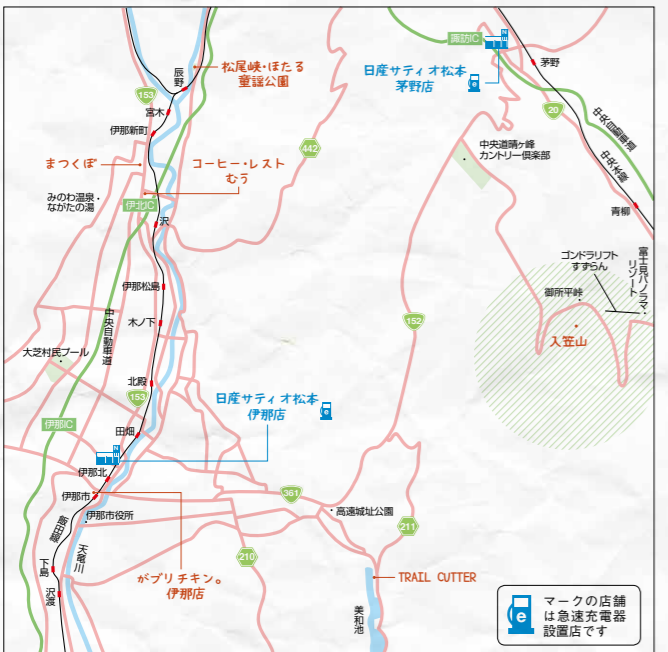 諏訪IC
茅野
日産サティオ松本
茅野店
e
20
中央自動車道
中央本線
青柳
松尾峡・ほたる
童謡公園
辰野
153
宮木
伊那新町
442
中央道晴ヶ峰
カントリー倶楽部
まつくぼ
コーヒー・レスト
むう
みのわ温泉・
ながたの湯
伊北IC
沢
ゴンドラリフト
すずらん
富士見パノラマ
リゾート
御所平峠
入笠山
伊那松島
152
中央自動車道
木ノ下
大芝村民プール
北殿
153
日産サティオ松本
伊那店
e
伊那IC
田畑
伊那北
伊那市
361
高遠城址公園
伊那市役所
211
飯田線
天竜川
210
下島
沢渡
がブリチキン。
伊那店
TRAIL CUTTER
美和池
e
マークの店舗
は急速充電器
設置店です